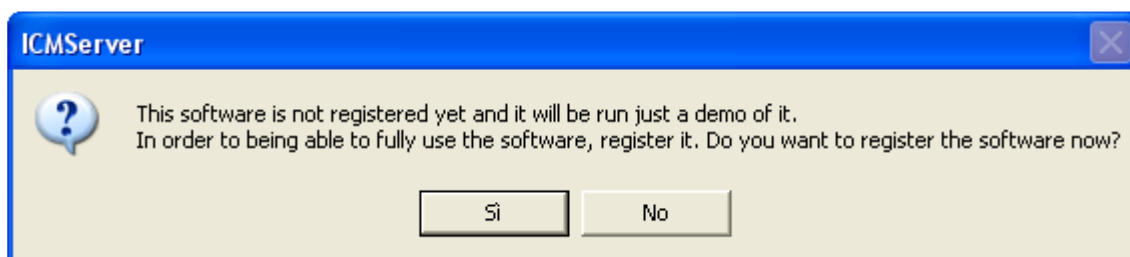 ICMServer
This software is not registered yet and it will be run just a demo of it.
In order to being able to fully use the software, register it. Do you want to register the software now?
Sì
No